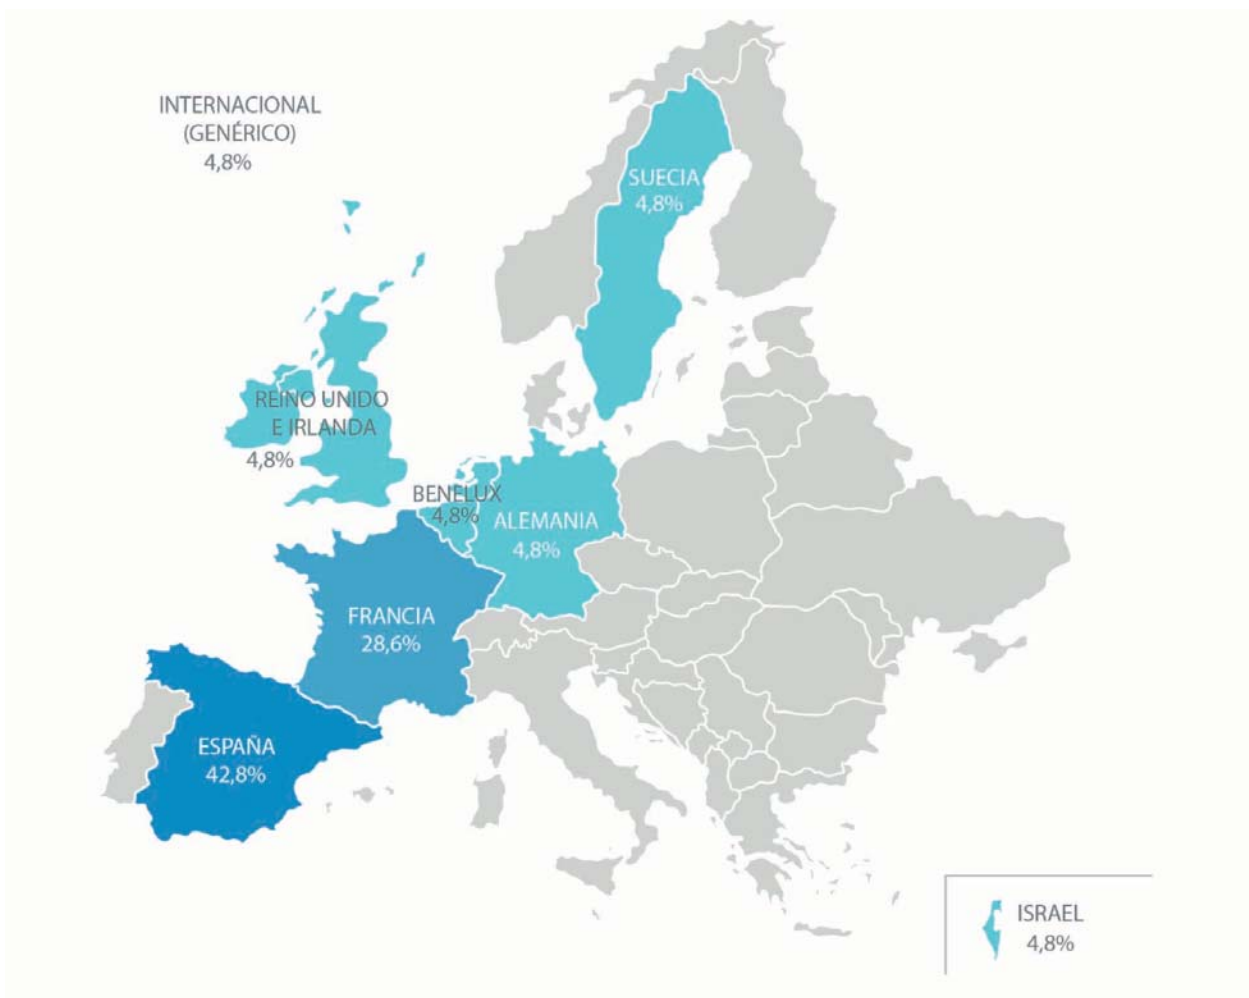 INTERNACIONAL
(GENÉRICO)
4,8%
SUECIA
4,8%
REINO UNIDO
E IRLANDA
4,8%
BENELUX
4,8%
ALEMANIA
4,8%
FRANCIA
28,6%
ESPAÑA
42,8%
ISRAEL
4,8%